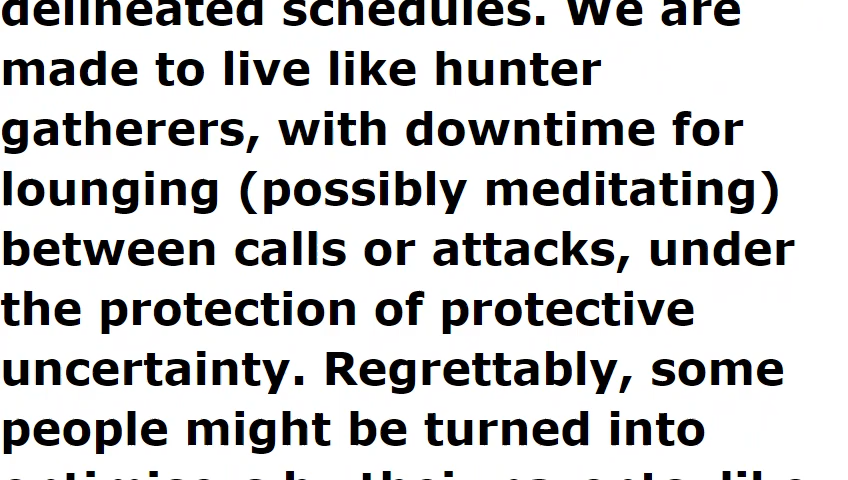 delineated schedules. We are
made to live like hunter
gatherers, with downtime for
lounging (possibly meditating)
between calls or attacks, under
the protection of protective
uncertainty. Regrettably, some
people might be turned into